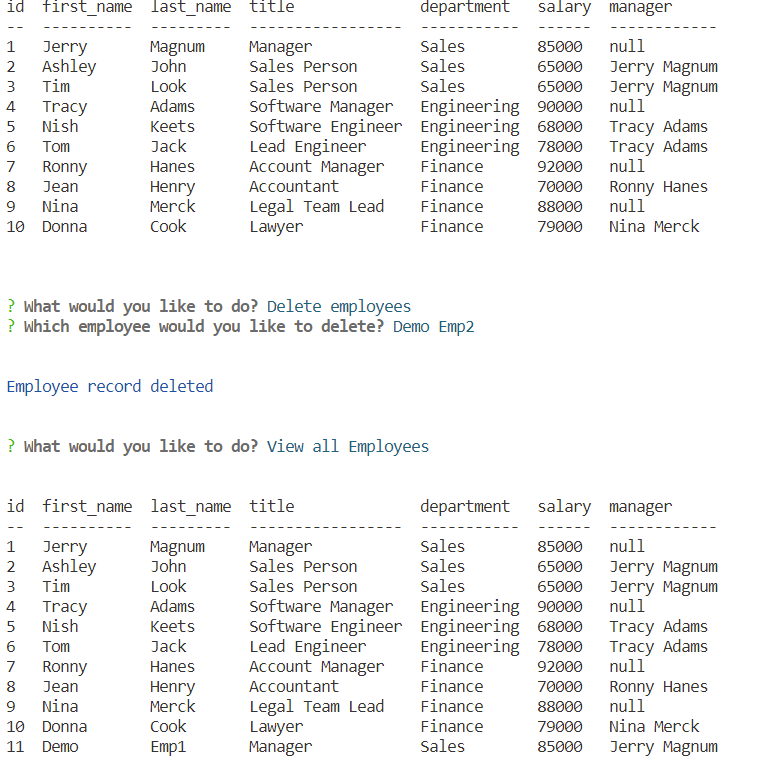 id  first_name  last_name  title              department   salary  manager
--  ----------  ---------  -----------------  -----------  ------  ------------
1   Jerry       Magnum     Manager            Sales        85000   null
2   Ashley      John       Sales Person       Sales        65000   Jerry Magnum
3   Tim         Look       Sales Person       Sales        65000   Jerry Magnum
4   Tracy       Adams      Software Manager   Engineering  90000   null
5   Nish        Keets      Software Engineer  Engineering  68000   Tracy Adams
6   Tom         Jack       Lead Engineer      Engineering  78000   Tracy Adams
7   Ronny       Hanes      Account Manager    Finance      92000   null
8   Jean        Henry      Accountant         Finance      70000   Ronny Hanes
9   Nina        Merck      Legal Team Lead    Finance      88000   null
10  Donna       Cook       Lawyer             Finance      79000   Nina Merck
? What would you like to do? Delete employees
? Which employee would you like to delete? Demo Emp2
Employee record deleted
? What would you like to do? View all Employees
id  first_name  last_name  title              department   salary  manager
--  ----------  ---------  -----------------  -----------  ------  ------------
1   Jerry       Magnum     Manager            Sales        85000   null
2   Ashley      John       Sales Person       Sales        65000   Jerry Magnum
3   Tim         Look       Sales Person       Sales        65000   Jerry Magnum
4   Tracy       Adams      Software Manager   Engineering  90000   null
5   Nish        Keets      Software Engineer  Engineering  68000   Tracy Adams
6   Tom         Jack       Lead Engineer      Engineering  78000   Tracy Adams
7   Ronny       Hanes      Account Manager    Finance      92000   null
8   Jean        Henry      Accountant         Finance      70000   Ronny Hanes
9   Nina        Merck      Legal Team Lead    Finance      88000   null
10  Donna       Cook       Lawyer             Finance      79000   Nina Merck
11  Demo        Emp1       Manager            Sales        85000   Jerry Magnum